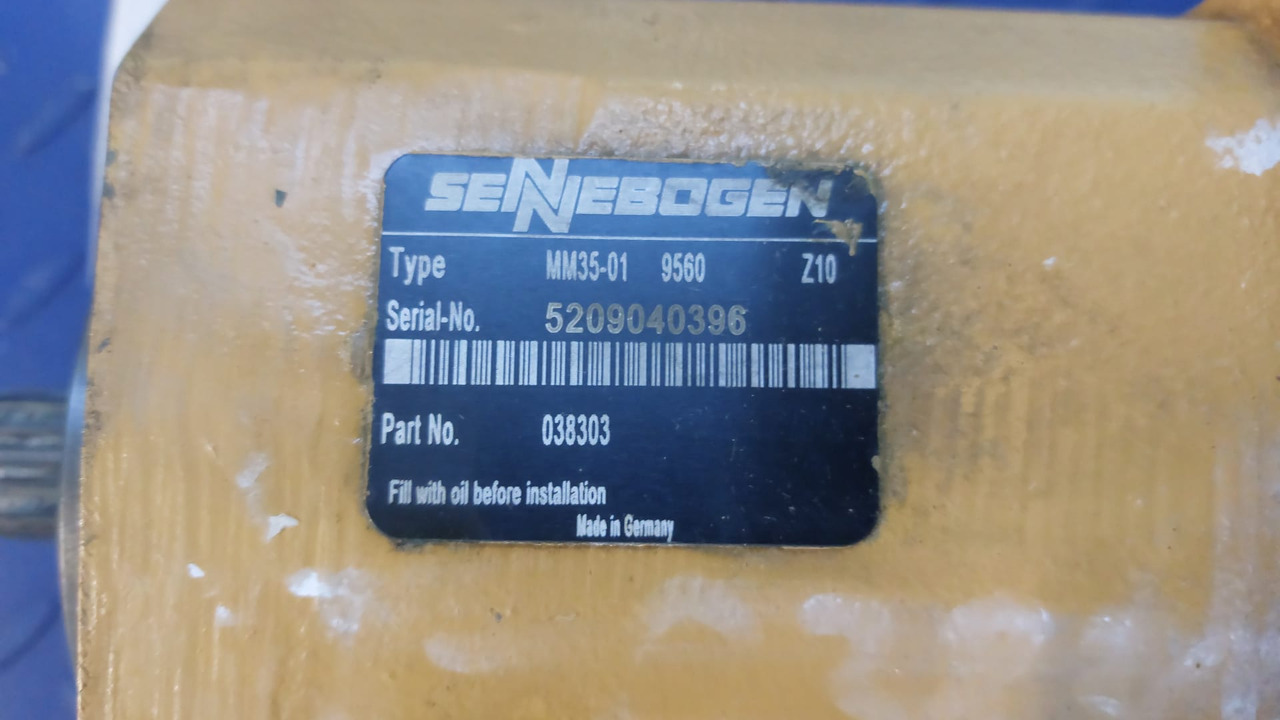 SENNEBOGEN
Type MM35-01 9560 Z10
Serial-No. 5209040396
Part No. 038303
Fill with oil before installation
Made in Germany